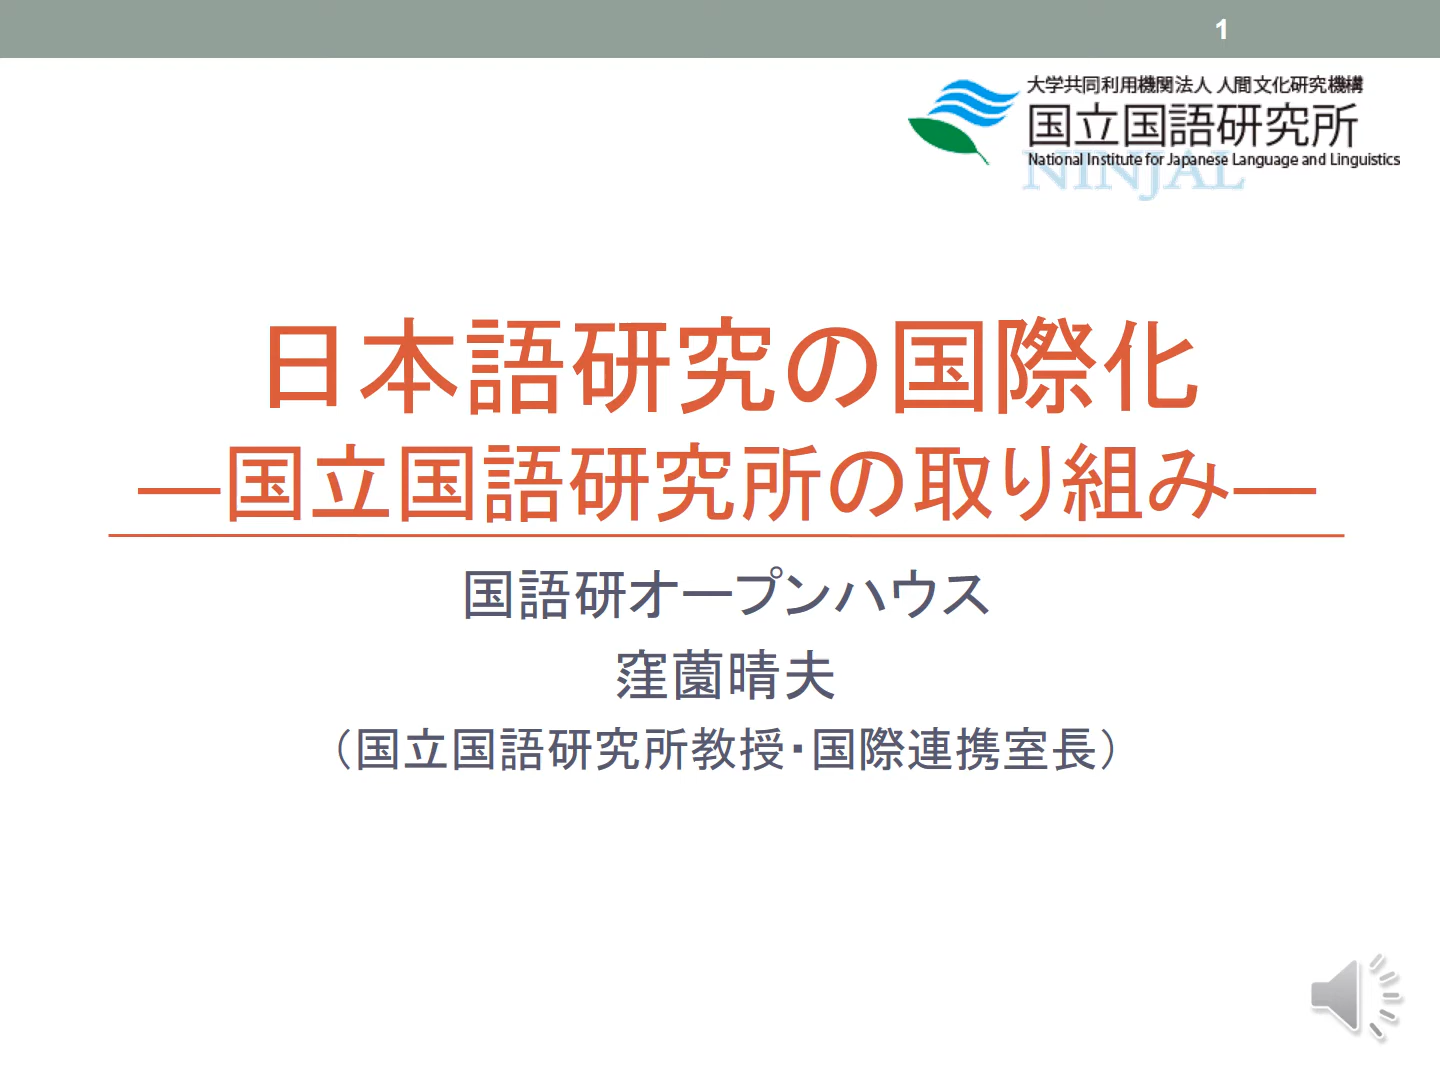 1
大学共同利用機関法人 人間文化研究機構
国立国語研究所
National Institute for Japanese Language and Linguistics
NINJAL
日本語研究の国際化
―国立国語研究所の取り組み―
国語研オープンハウス
窪薗晴夫
（国立国語研究所教授・国際連携室長）